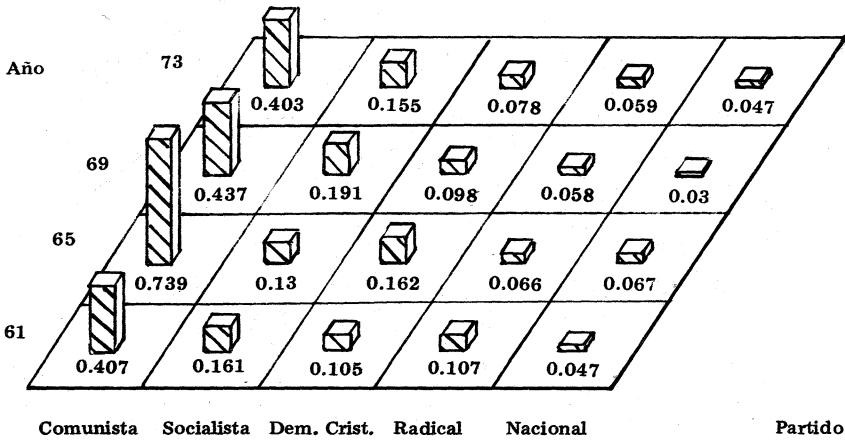 Año 73
0.403 0.155 0.078 0.059 0.047
69
0.437 0.191 0.098 0.058 0.03
65
0.739 0.13 0.162 0.066 0.067
61
0.407 0.161 0.105 0.107 0.047
Comunista Socialista Dem. Crist. Radical Nacional Partido